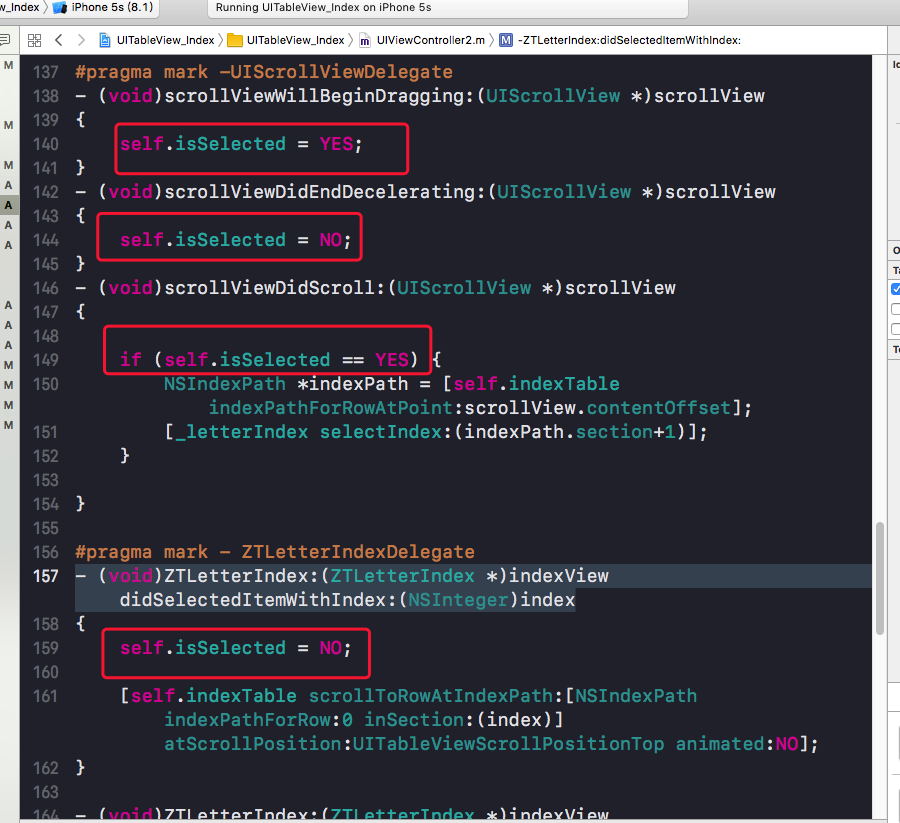 w_Index iPhone 5s (8.1) Running UITableView_Index on iPhone 5s
UITableView_Index UITableView_Index m UIViewController2.m M -ZTLetterIndex:didSelectedItemWithIndex:
137 #pragma mark -UIScrollViewDelegate
138 - (void)scrollViewWillBeginDragging:(UIScrollView *)scrollView
139 {
140 self.isSelected = YES;
141 }
142 - (void)scrollViewDidEndDecelerating:(UIScrollView *)scrollView
143 {
144 self.isSelected = NO;
145 }
146 - (void)scrollViewDidScroll:(UIScrollView *)scrollView
147 {
148
149 if (self.isSelected == YES) {
150 NSIndexPath *indexPath = [self.indexTable
indexPathForRowAtPoint:scrollView.contentOffset];
151 [_letterIndex selectIndex:(indexPath.section+1)];
152 }
153
154 }
155
156 #pragma mark - ZTLetterIndexDelegate
157 - (void)ZTLetterIndex:(ZTLetterIndex *)indexView
didSelectedItemWithIndex:(NSInteger)index
158 {
159 self.isSelected = NO;
160
161 [self.indexTable scrollToRowAtIndexPath:[NSIndexPath
indexPathForRow:0 inSection:(index)]
atScrollPosition:UITableViewScrollPositionTop animated:NO];
162 }
163
164 - (void)ZTLetterIndex:(ZTLetterIndex *)indexView
M
M
M
A
A
A
A
A
A
A
M
M
M
M